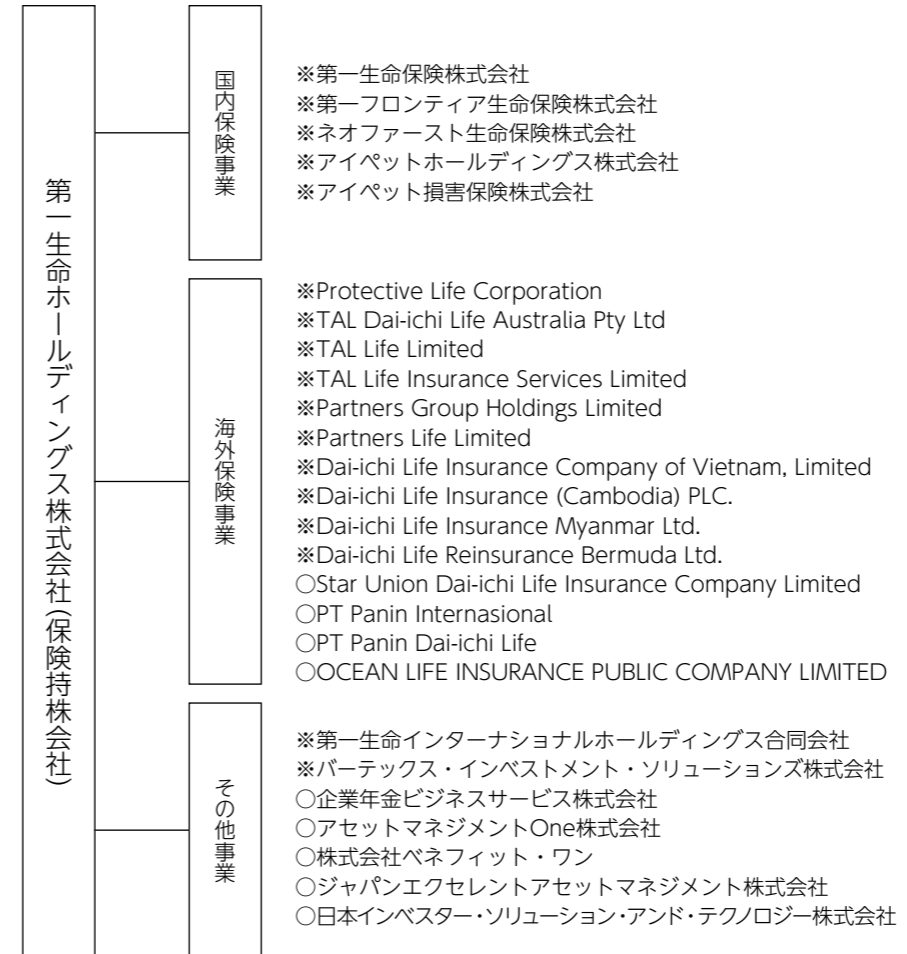 第一生命ホールディングス株式会社(保険持株会社)
国内保険事業
※第一生命保険株式会社
※第一フロンティア生命保険株式会社
※ネオファースト生命保険株式会社
※アイペットホールディングス株式会社
※アイペット損害保険株式会社
海外保険事業
※Protective Life Corporation
※TAL Dai-ichi Life Australia Pty Ltd
※TAL Life Limited
※TAL Life Insurance Services Limited
※Partners Group Holdings Limited
※Partners Life Limited
※Dai-ichi Life Insurance Company of Vietnam, Limited
※Dai-ichi Life Insurance (Cambodia) PLC.
※Dai-ichi Life Insurance Myanmar Ltd.
※Dai-ichi Life Reinsurance Bermuda Ltd.
○Star Union Dai-ichi Life Insurance Company Limited
○PT Panin Internasional
○PT Panin Dai-ichi Life
○OCEAN LIFE INSURANCE PUBLIC COMPANY LIMITED
その他事業
※第一生命インターナショナルホールディングス合同会社
※バーテックス・インベストメント・ソリューションズ株式会社
○企業年金ビジネスサービス株式会社
○アセットマネジメントOne株式会社
○株式会社ベネフィット・ワン
○ジャパンエクセレントアセットマネジメント株式会社
○日本インベスター・ソリューション・アンド・テクノロジー株式会社